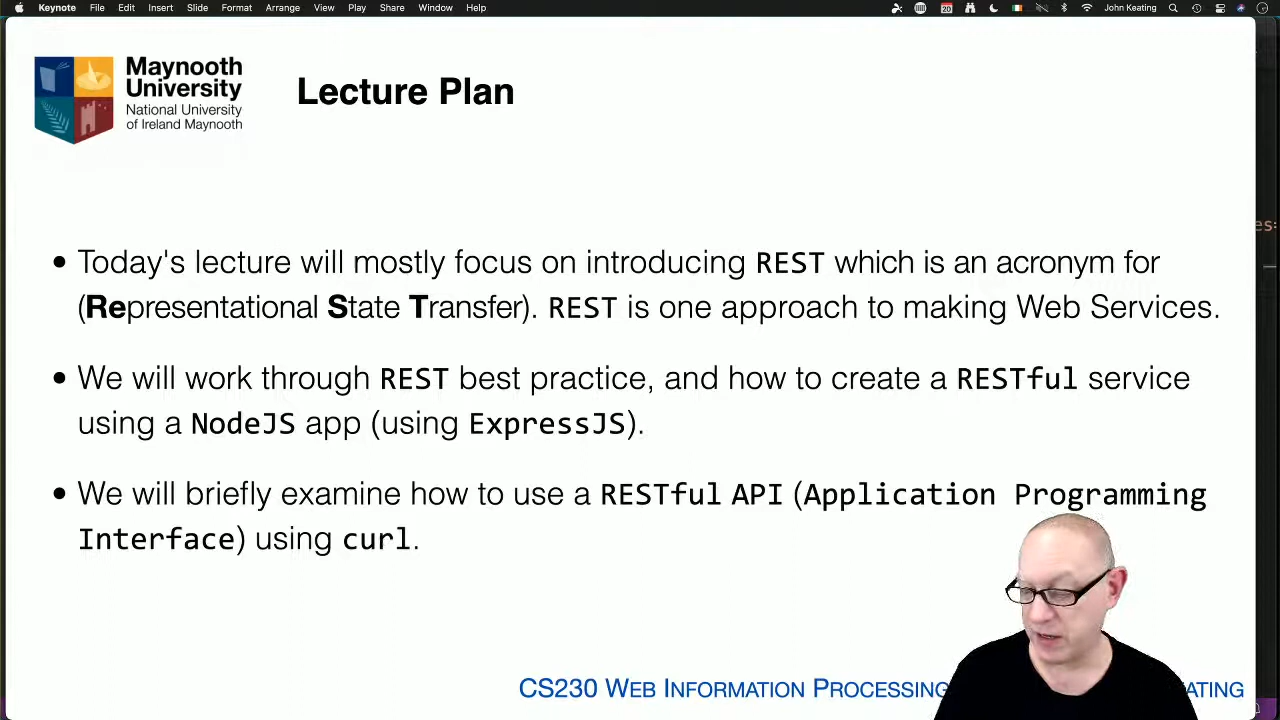 Keynote File Edit Insert Slide Format Arrange View Play Share Window Help 20 John Keating
Maynooth
University
National University
of Ireland Maynooth
Lecture Plan
• Today's lecture will mostly focus on introducing REST which is an acronym for
(Representational State Transfer). REST is one approach to making Web Services.
• We will work through REST best practice, and how to create a RESTful service
using a NodeJS app (using ExpressJS).
• We will briefly examine how to use a RESTful API (Application Programming
Interface) using curl.
CS230 WEB INFORMATION PROCESSING ATING
es: